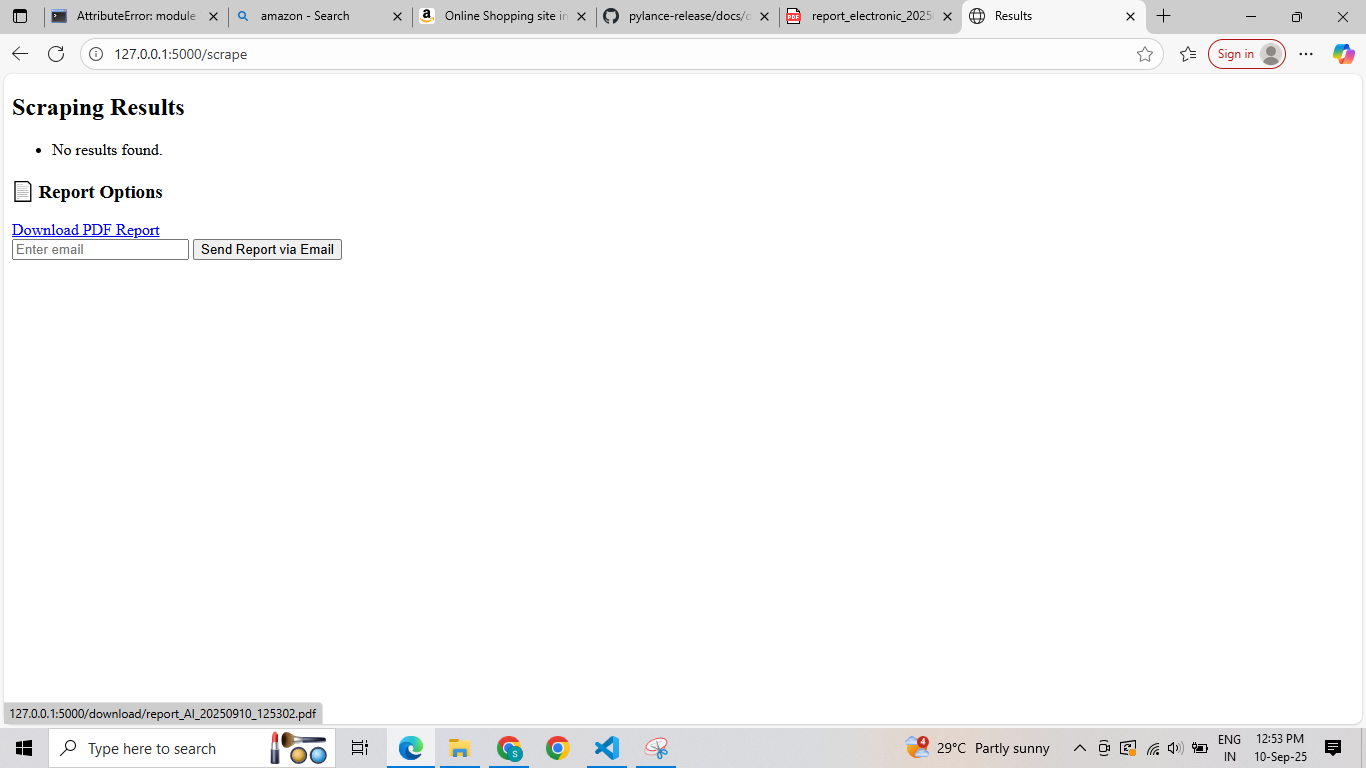 AttributeError: module
amazon - Search
Online Shopping site in
pylance-release/docs/
report_electronic_2025
Results
127.0.0.1:5000/scrape
Sign in
Scraping Results
• No results found.
Report Options
Download PDF Report
Enter email Send Report via Email
127.0.0.1:5000/download/report_AI_20250910_125302.pdf
Type here to search
4
29°C Partly sunny
ENG
IN
12:53 PM
10-Sep-25